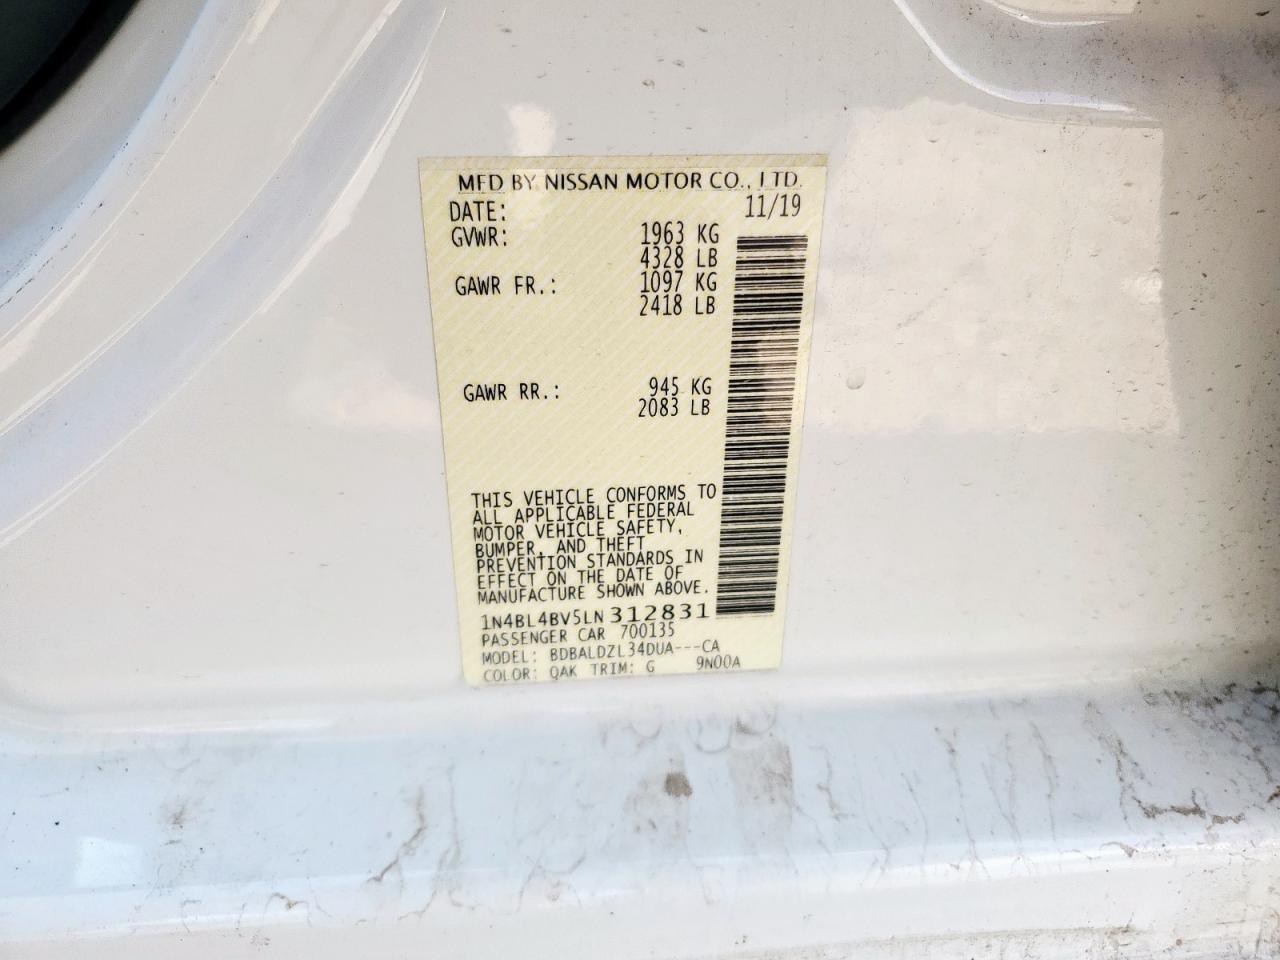 MFD BY NISSAN MOTOR CO., LTD.
DATE: 11/19
GVWR: 1963 KG
4328 LB
GAWR FR.: 1097 KG
2418 LB
GAWR RR.: 945 KG
2083 LB
THIS VEHICLE CONFORMS TO
ALL APPLICABLE FEDERAL
MOTOR VEHICLE SAFETY,
BUMPER, AND THEFT
PREVENTION STANDARDS IN
EFFECT ON THE DATE OF
MANUFACTURE SHOWN ABOVE.
1N4BL4BV5LN312831
PASSENGER CAR 700135
MODEL: BDBALDZL34DUA---CA
COLOR: QAK TRIM: G 9N00A